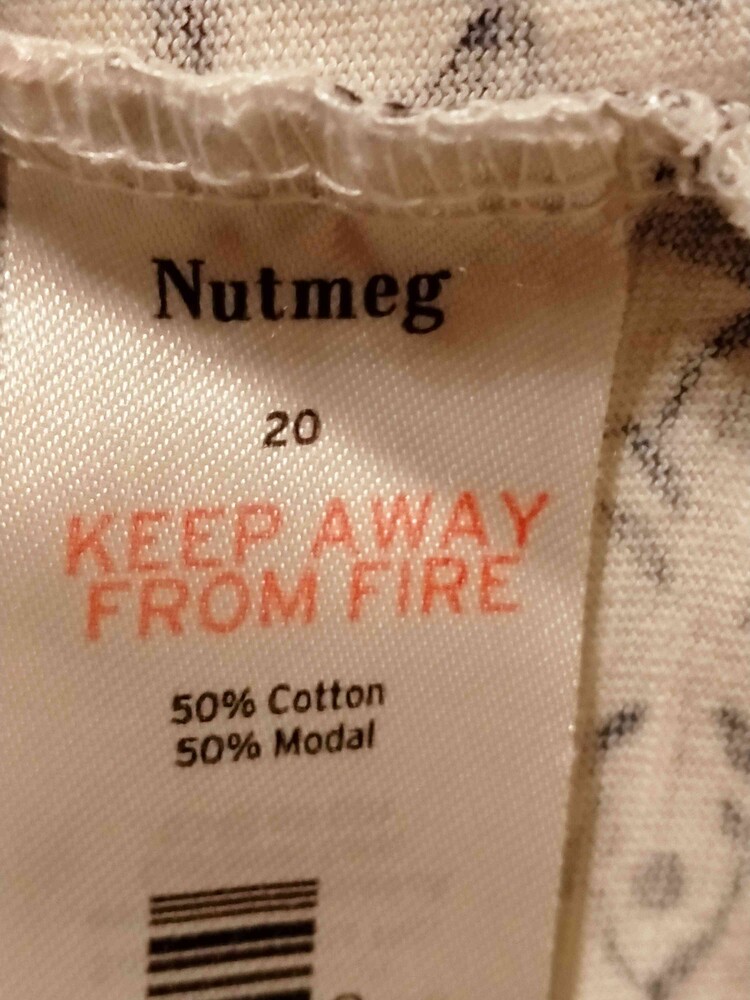 Nutmeg
20
KEEP AWAY
FROM FIRE
50% Cotton
50% Modal